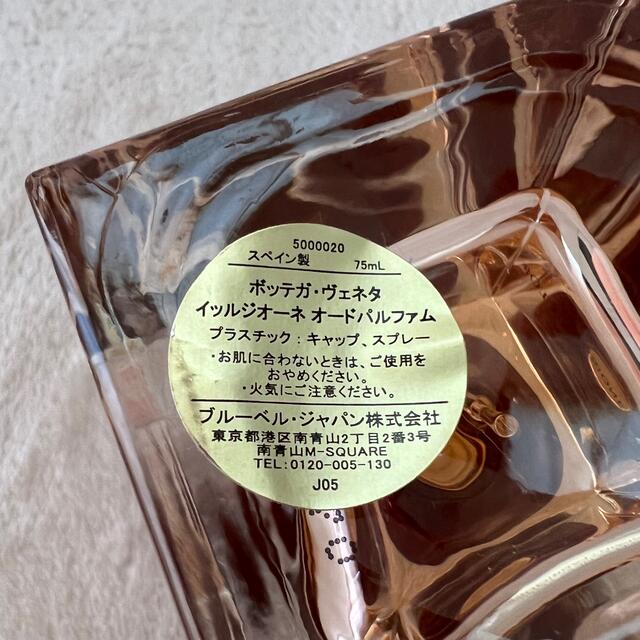 5000020
スペイン製 75mL
ボッテガ・ヴェネタ
イッルジオーネ オードパルファム
プラスチック：キャップ、スプレー
・お肌に合わないときは、ご使用を
おやめください。
・火気にご注意ください。
ブルーベル・ジャパン株式会社
東京都港区南青山2丁目2番3号
南青山M-SQUARE
TEL:0120-005-130
J05